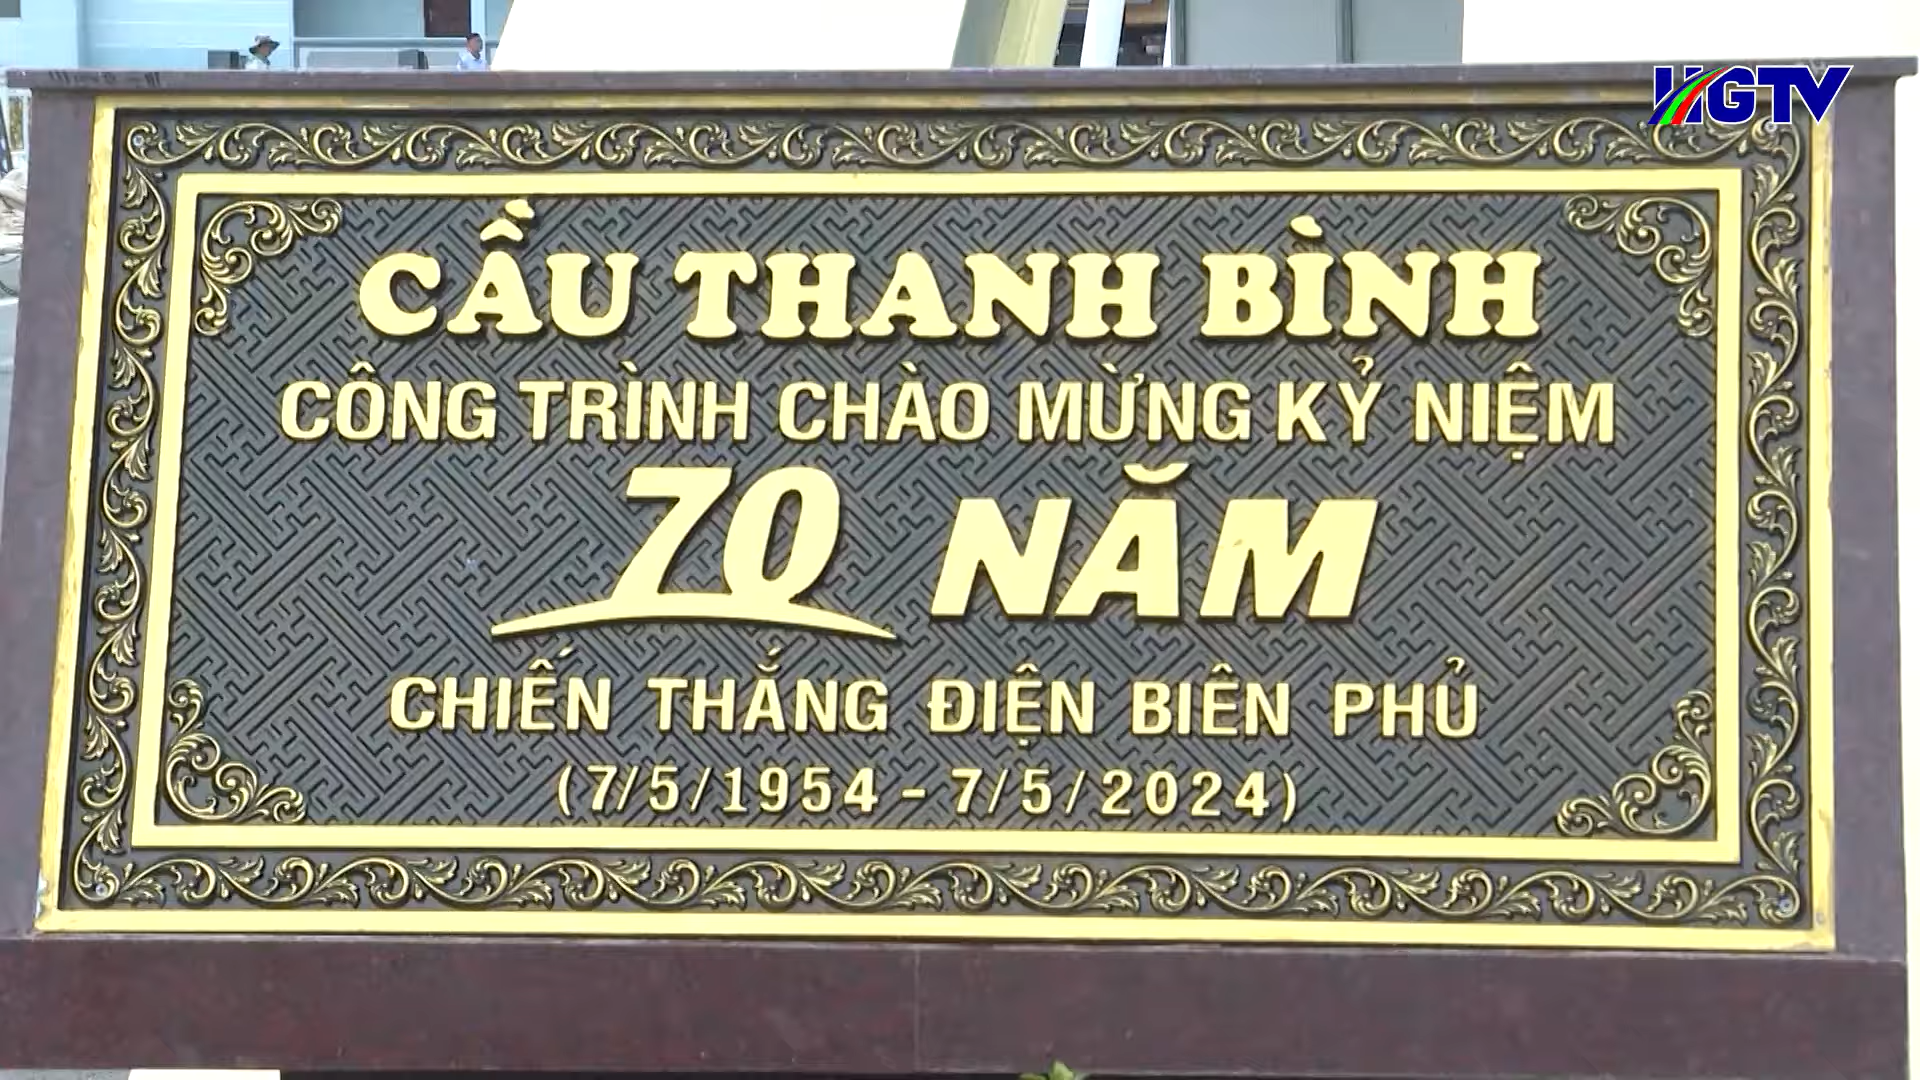 HGTV
CẦU THANH BÌNH
CÔNG TRÌNH CHÀO MỪNG KỶ NIỆM
70 NĂM
CHIẾN THẮNG ĐIỆN BIÊN PHỦ
(7/5/1954 - 7/5/2024)